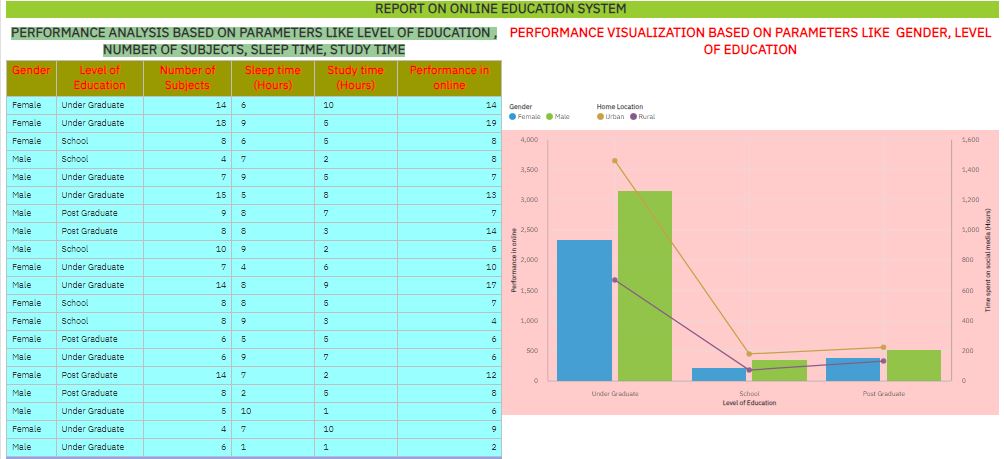 REPORT ON ONLINE EDUCATION SYSTEM
PERFORMANCE ANALYSIS BASED ON PARAMETERS LIKE LEVEL OF EDUCATION ,
NUMBER OF SUBJECTS, SLEEP TIME, STUDY TIME
Gender Level of Education Number of Subjects Sleep time (Hours) Study time (Hours) Performance in online
Female Under Graduate 14 6 10 14
Female Under Graduate 18 9 5 19
Female School 8 6 5 8
Male School 4 7 2 8
Male Under Graduate 7 9 5 7
Male Under Graduate 15 5 8 13
Male Post Graduate 9 8 7 7
Male Post Graduate 8 8 3 14
Male School 10 9 2 5
Female Under Graduate 7 4 6 10
Male Under Graduate 14 8 9 17
Female School 8 8 5 7
Female School 8 9 3 4
Female Post Graduate 6 5 5 6
Male Under Graduate 6 9 7 6
Female Post Graduate 14 7 2 12
Male Post Graduate 8 2 5 8
Male Under Graduate 5 10 1 6
Female Under Graduate 4 7 10 9
Male Under Graduate 6 1 1 2
PERFORMANCE VISUALIZATION BASED ON PARAMETERS LIKE GENDER, LEVEL
OF EDUCATION
Gender Home Location
Female Male Urban Rural
4,000 1,600
3,500 1,400
3,000 1,200
2,500 1,000
2,000 800
1,500 600
1,000 400
500 200
0 0
Performance in online
Time spent on social media (Hours)
Under Graduate School Post Graduate
Level of Education